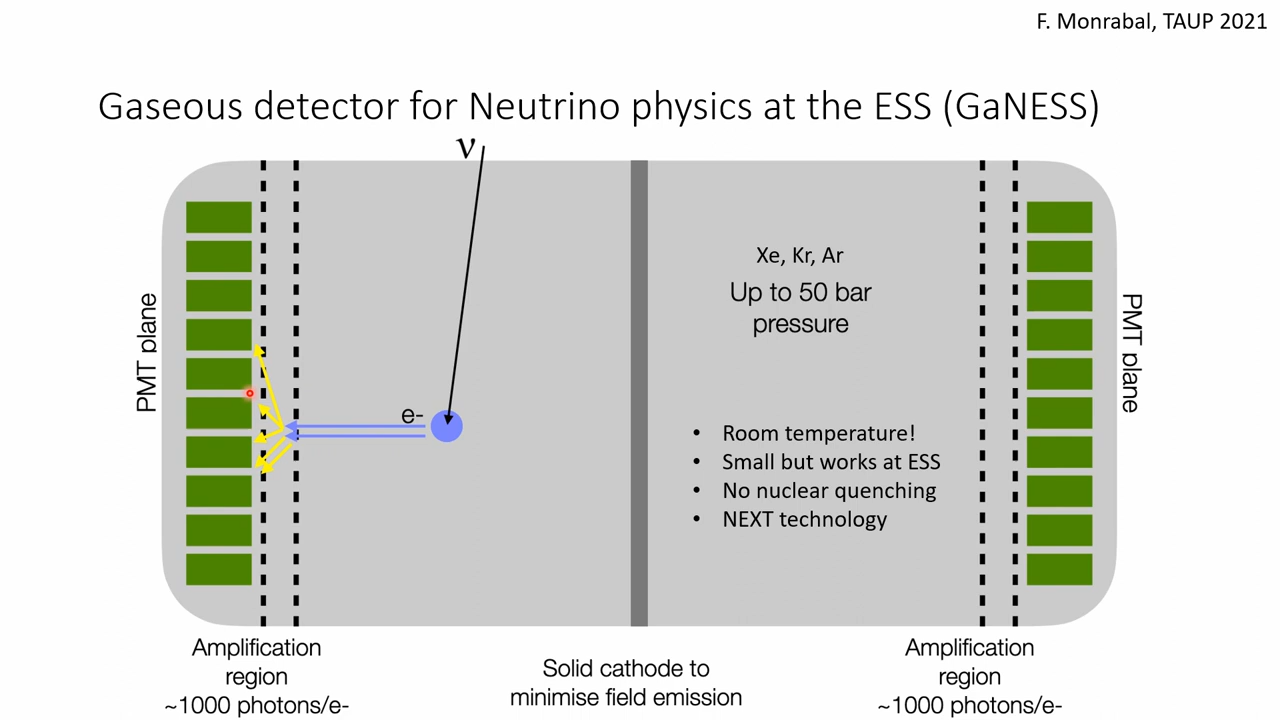 F. Monrabal, TAUP 2021
Gaseous detector for Neutrino physics at the ESS (GaNESS)
ν
Xe, Kr, Ar
Up to 50 bar
pressure
PMT plane
PMT plane
e-
• Room temperature!
• Small but works at ESS
• No nuclear quenching
• NEXT technology
Amplification
region
~1000 photons/e-
Solid cathode to
minimise field emission
Amplification
region
~1000 photons/e-